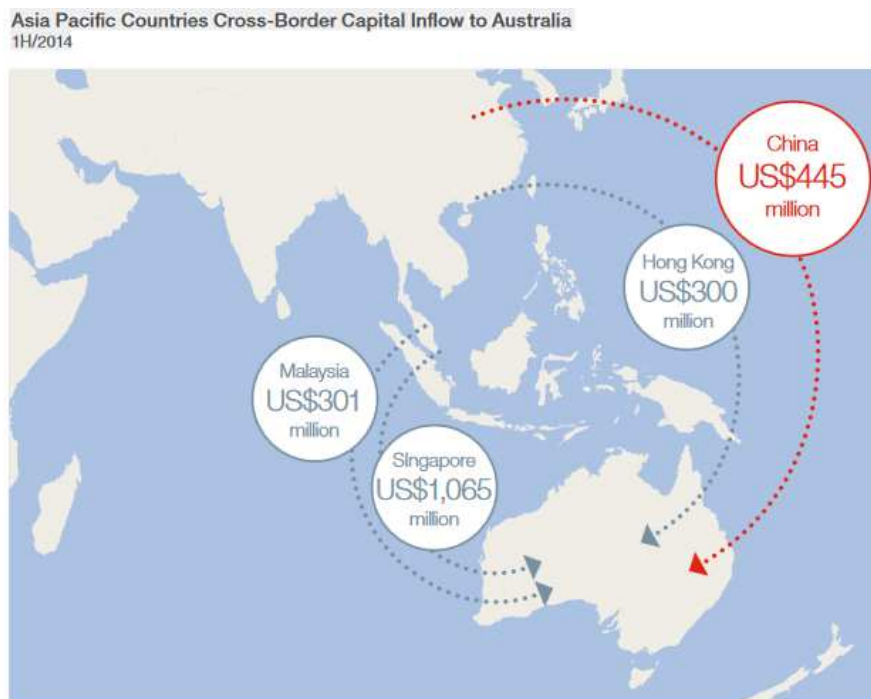 Asia Pacific Countries Cross-Border Capital Inflow to Australia
1H/2014
China
US$445
million
Hong Kong
US$300
million
Malaysia
US$301
million
Singapore
US$1,065
million